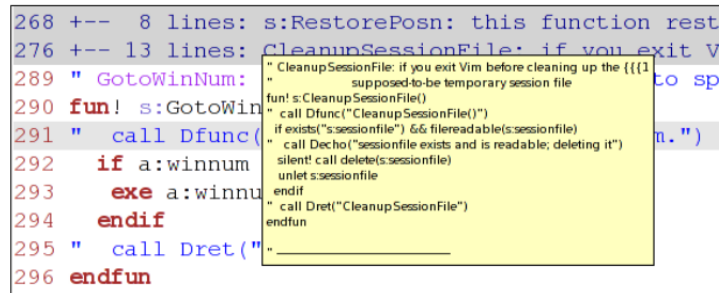 268 +--  8 lines: s:RestorePosn: this function rest
276 +-- 13 lines: CleanupSessionFile: if you exit V
289 " GotoWinNum: to sp
290 fun! s:GotoWin
291 "  call Dfunc( m.")
292   if a:winnum
293    exe a:winnu
294   endif
295 "  call Dret("
296 endfun
" CleanupSessionFile: if you exit Vim before cleaning up the {{{1
"                     supposed-to-be temporary session file
fun! s:CleanupSessionFile()
"  call Dfunc("CleanupSessionFile()")
  if exists("s:sessionfile") && filereadable(s:sessionfile)
"   call Decho("sessionfile exists and is readable; deleting it")
   silent! call delete(s:sessionfile)
   unlet s:sessionfile
  endif
"  call Dret("CleanupSessionFile")
endfun
"